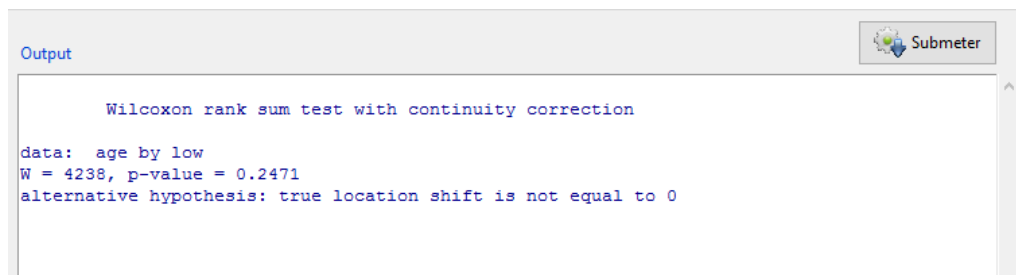 Submeter
Output
Wilcoxon rank sum test with continuity correction
data: age by low
W = 4238, p-value = 0.2471
alternative hypothesis: true location shift is not equal to 0